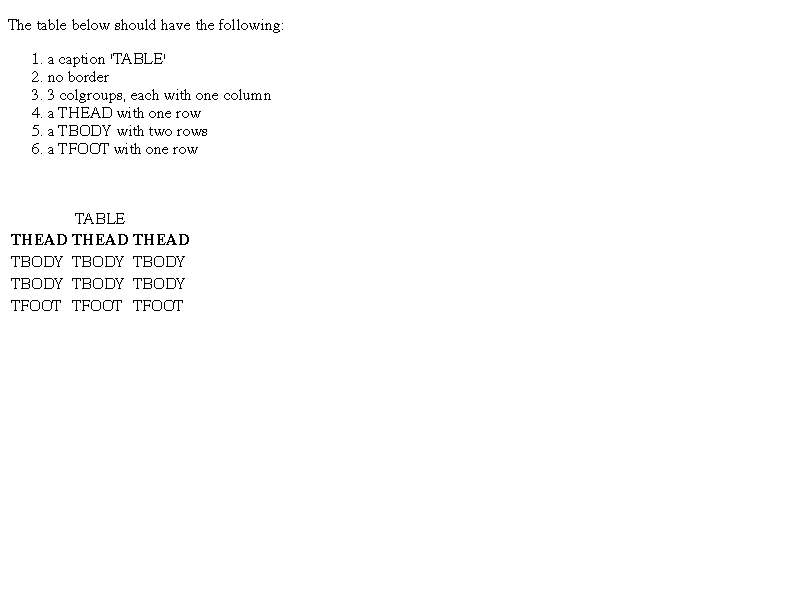 The table below should have the following:
1. a caption 'TABLE'
2. no border
3. 3 colgroups, each with one column
4. a THEAD with one row
5. a TBODY with two rows
6. a TFOOT with one row
TABLE
THEAD THEAD THEAD
TBODY TBODY TBODY
TBODY TBODY TBODY
TFOOT TFOOT TFOOT